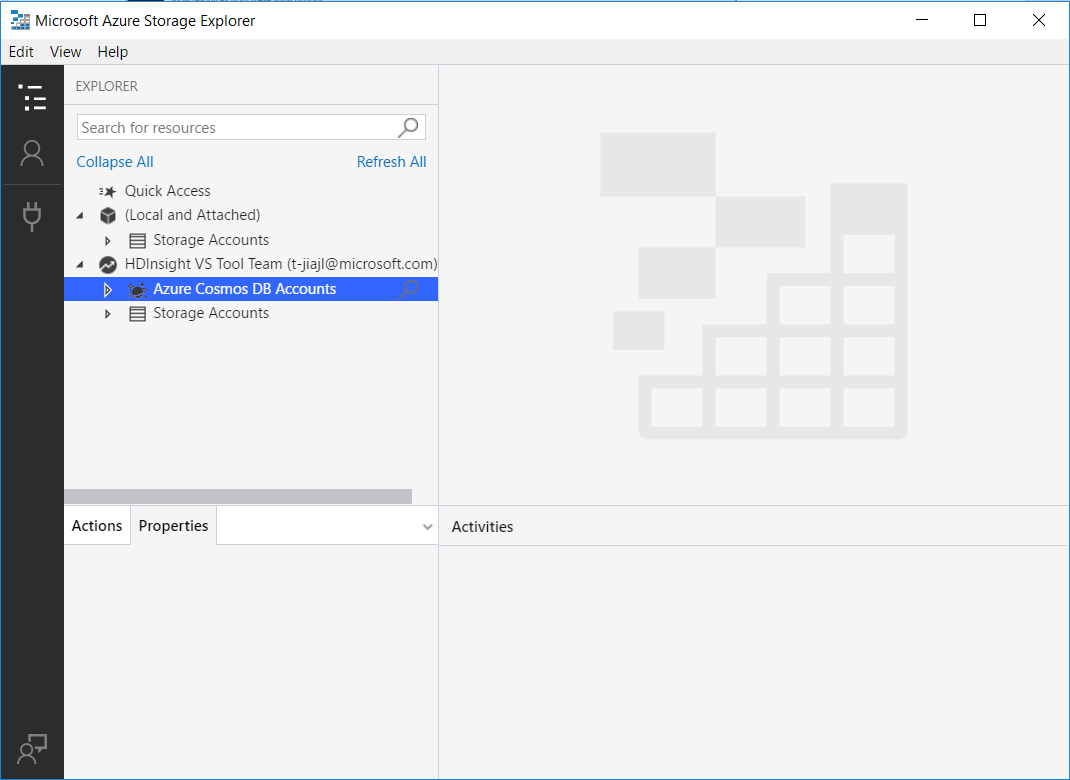 Microsoft Azure Storage Explorer
Edit View Help
EXPLORER
Search for resources
Collapse All Refresh All
Quick Access
(Local and Attached)
Storage Accounts
HDInsight VS Tool Team (t-jiajl@microsoft.com)
Azure Cosmos DB Accounts
Storage Accounts
Actions Properties
Activities